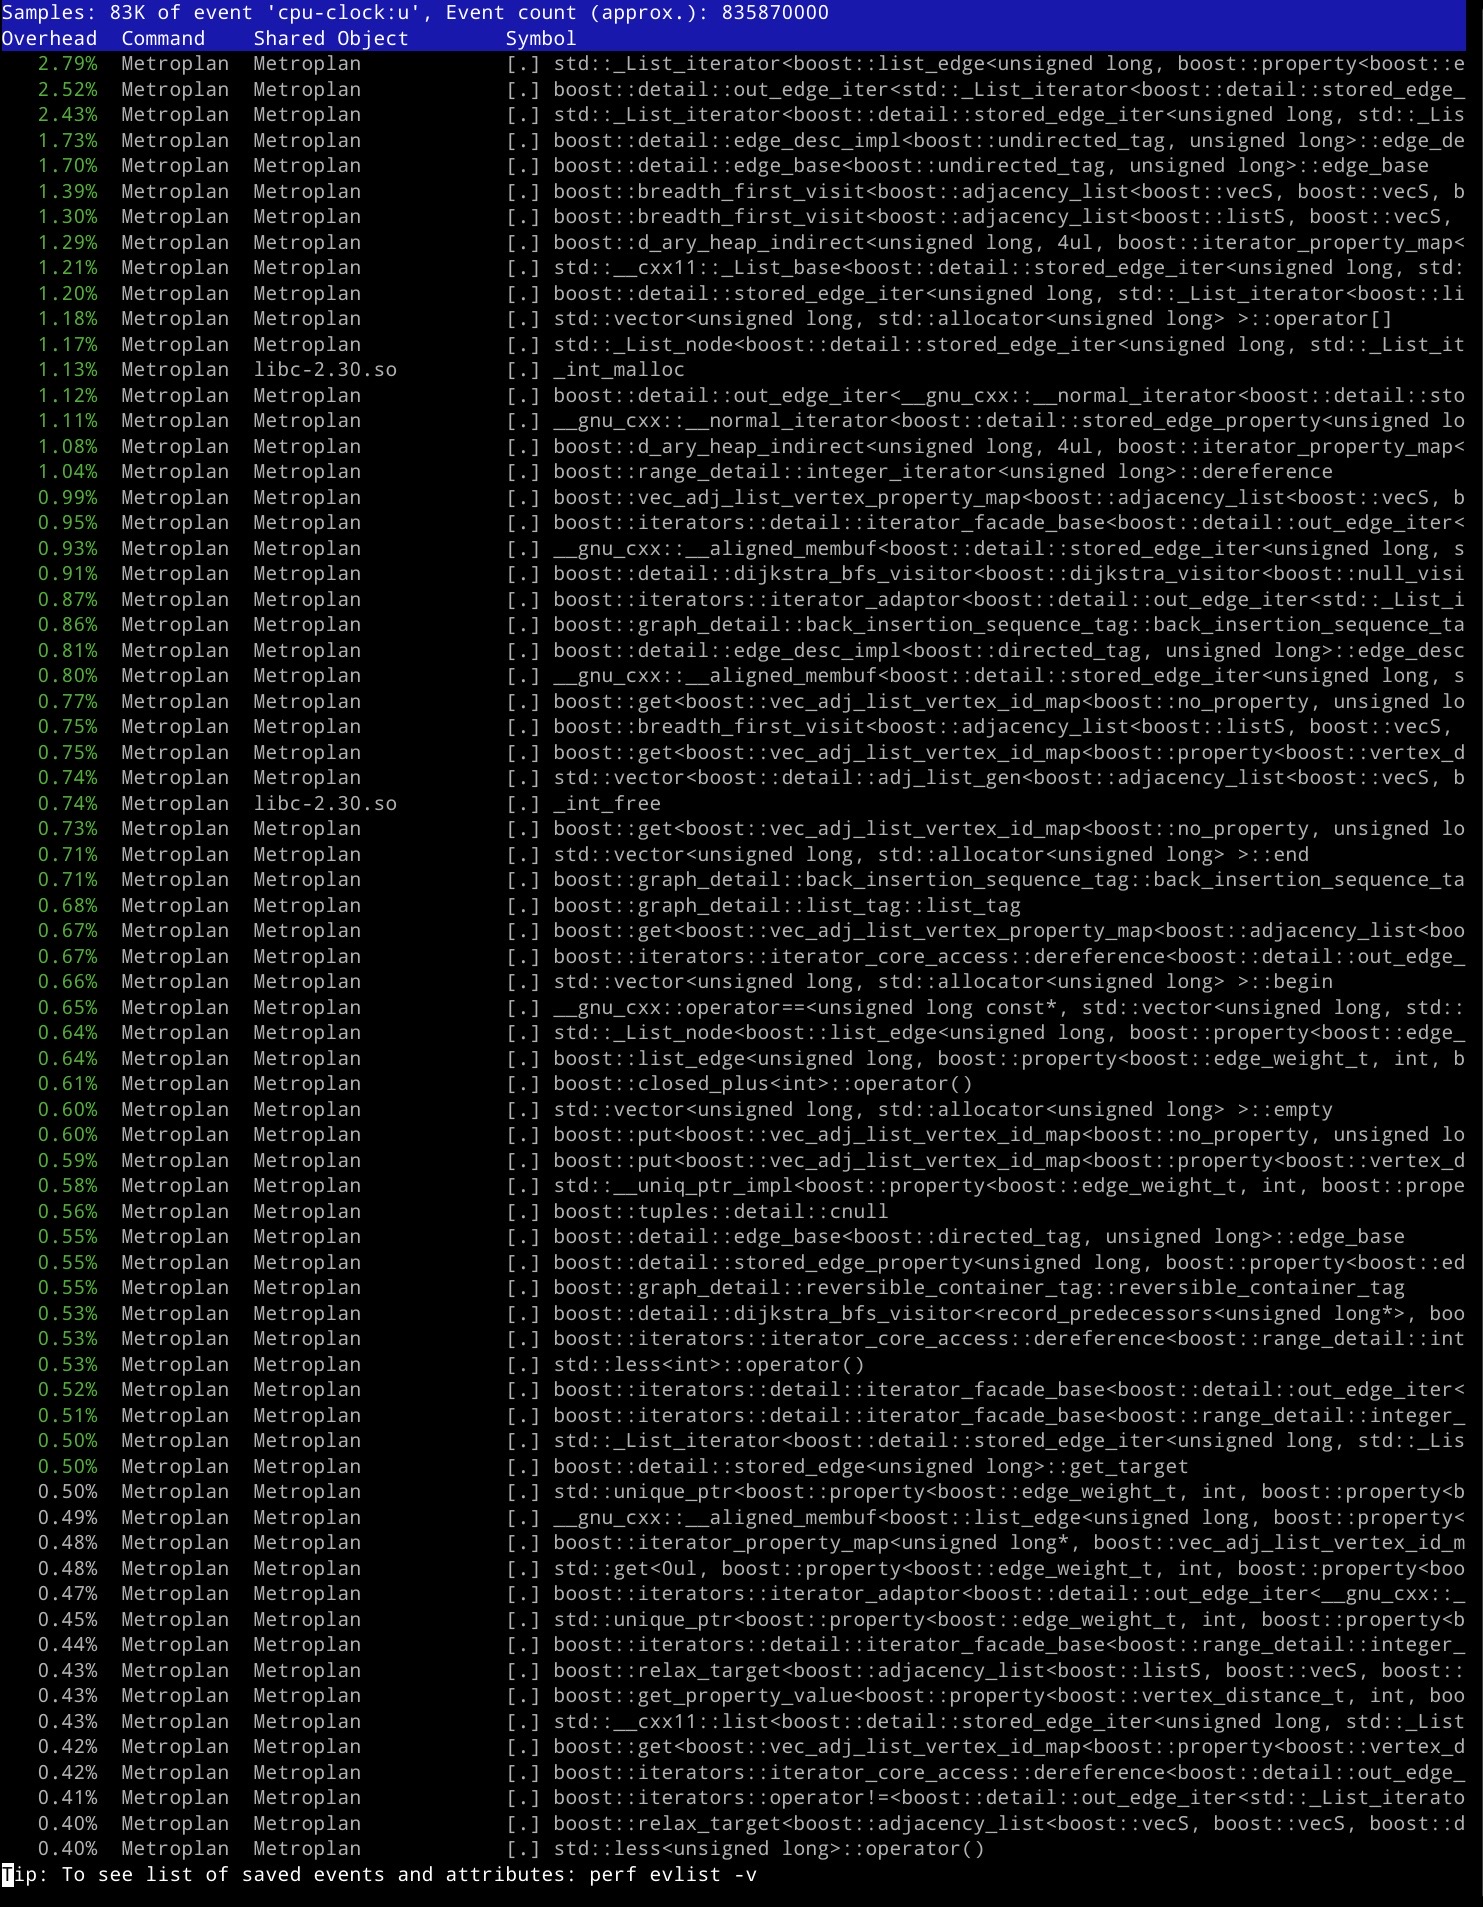 Samples: 83K of event 'cpu-clock:u', Event count (approx.): 835870000
Overhead  Command   Shared Object        Symbol
   2.79%  Metroplan  Metroplan            [.] std::_List_iterator<boost::list_edge<unsigned long, boost::property<boost::e
   2.52%  Metroplan  Metroplan            [.] boost::detail::out_edge_iter<std::_List_iterator<boost::detail::stored_edge_
   2.43%  Metroplan  Metroplan            [.] std::_List_iterator<boost::detail::stored_edge_iter<unsigned long, std::_Lis
   1.73%  Metroplan  Metroplan            [.] boost::detail::edge_desc_impl<boost::undirected_tag, unsigned long>::edge_de
   1.70%  Metroplan  Metroplan            [.] boost::detail::edge_base<boost::undirected_tag, unsigned long>::edge_base
   1.39%  Metroplan  Metroplan            [.] boost::breadth_first_visit<boost::adjacency_list<boost::vecS, boost::vecS, b
   1.30%  Metroplan  Metroplan            [.] boost::breadth_first_visit<boost::adjacency_list<boost::listS, boost::vecS,
   1.29%  Metroplan  Metroplan            [.] boost::d_ary_heap_indirect<unsigned long, 4ul, boost::iterator_property_map<
   1.21%  Metroplan  Metroplan            [.] std::__cxx11::_List_base<boost::detail::stored_edge_iter<unsigned long, std:
   1.20%  Metroplan  Metroplan            [.] boost::detail::stored_edge_iter<unsigned long, std::_List_iterator<boost::li
   1.18%  Metroplan  Metroplan            [.] std::vector<unsigned long, std::allocator<unsigned long> >::operator[]
   1.17%  Metroplan  Metroplan            [.] std::_List_node<boost::detail::stored_edge_iter<unsigned long, std::_List_it
   1.13%  Metroplan  libc-2.30.so         [.] _int_malloc
   1.12%  Metroplan  Metroplan            [.] boost::detail::out_edge_iter<__gnu_cxx::__normal_iterator<boost::detail::sto
   1.11%  Metroplan  Metroplan            [.] __gnu_cxx::__normal_iterator<boost::detail::stored_edge_property<unsigned lo
   1.08%  Metroplan  Metroplan            [.] boost::d_ary_heap_indirect<unsigned long, 4ul, boost::iterator_property_map<
   1.04%  Metroplan  Metroplan            [.] boost::range_detail::integer_iterator<unsigned long>::dereference
   0.99%  Metroplan  Metroplan            [.] boost::vec_adj_list_vertex_property_map<boost::adjacency_list<boost::vecS, b
   0.95%  Metroplan  Metroplan            [.] boost::iterators::detail::iterator_facade_base<boost::detail::out_edge_iter<
   0.93%  Metroplan  Metroplan            [.] __gnu_cxx::__aligned_membuf<boost::detail::stored_edge_iter<unsigned long, s
   0.91%  Metroplan  Metroplan            [.] boost::detail::dijkstra_bfs_visitor<boost::dijkstra_visitor<boost::null_visi
   0.87%  Metroplan  Metroplan            [.] boost::iterators::iterator_adaptor<boost::detail::out_edge_iter<std::_List_i
   0.86%  Metroplan  Metroplan            [.] boost::graph_detail::back_insertion_sequence_tag::back_insertion_sequence_ta
   0.81%  Metroplan  Metroplan            [.] boost::detail::edge_desc_impl<boost::directed_tag, unsigned long>::edge_desc
   0.80%  Metroplan  Metroplan            [.] __gnu_cxx::__aligned_membuf<boost::detail::stored_edge_iter<unsigned long, s
   0.77%  Metroplan  Metroplan            [.] boost::get<boost::vec_adj_list_vertex_id_map<boost::no_property, unsigned lo
   0.75%  Metroplan  Metroplan            [.] boost::breadth_first_visit<boost::adjacency_list<boost::listS, boost::vecS,
   0.75%  Metroplan  Metroplan            [.] boost::get<boost::vec_adj_list_vertex_id_map<boost::property<boost::vertex_d
   0.74%  Metroplan  Metroplan            [.] std::vector<boost::detail::adj_list_gen<boost::adjacency_list<boost::vecS, b
   0.74%  Metroplan  libc-2.30.so         [.] _int_free
   0.73%  Metroplan  Metroplan            [.] boost::get<boost::vec_adj_list_vertex_id_map<boost::no_property, unsigned lo
   0.71%  Metroplan  Metroplan            [.] std::vector<unsigned long, std::allocator<unsigned long> >::end
   0.71%  Metroplan  Metroplan            [.] boost::graph_detail::back_insertion_sequence_tag::back_insertion_sequence_ta
   0.68%  Metroplan  Metroplan            [.] boost::graph_detail::list_tag::list_tag
   0.67%  Metroplan  Metroplan            [.] boost::get<boost::vec_adj_list_vertex_property_map<boost::adjacency_list<boo
   0.67%  Metroplan  Metroplan            [.] boost::iterators::iterator_core_access::dereference<boost::detail::out_edge_
   0.66%  Metroplan  Metroplan            [.] std::vector<unsigned long, std::allocator<unsigned long> >::begin
   0.65%  Metroplan  Metroplan            [.] __gnu_cxx::operator==<unsigned long const*, std::vector<unsigned long, std::
   0.64%  Metroplan  Metroplan            [.] std::_List_node<boost::list_edge<unsigned long, boost::property<boost::edge_
   0.64%  Metroplan  Metroplan            [.] boost::list_edge<unsigned long, boost::property<boost::edge_weight_t, int, b
   0.61%  Metroplan  Metroplan            [.] boost::closed_plus<int>::operator()
   0.60%  Metroplan  Metroplan            [.] std::vector<unsigned long, std::allocator<unsigned long> >::empty
   0.60%  Metroplan  Metroplan            [.] boost::put<boost::vec_adj_list_vertex_id_map<boost::no_property, unsigned lo
   0.59%  Metroplan  Metroplan            [.] boost::put<boost::vec_adj_list_vertex_id_map<boost::property<boost::vertex_d
   0.58%  Metroplan  Metroplan            [.] std::__uniq_ptr_impl<boost::property<boost::edge_weight_t, int, boost::prope
   0.56%  Metroplan  Metroplan            [.] boost::tuples::detail::cnull
   0.55%  Metroplan  Metroplan            [.] boost::detail::edge_base<boost::directed_tag, unsigned long>::edge_base
   0.55%  Metroplan  Metroplan            [.] boost::detail::stored_edge_property<unsigned long, boost::property<boost::ed
   0.55%  Metroplan  Metroplan            [.] boost::graph_detail::reversible_container_tag::reversible_container_tag
   0.53%  Metroplan  Metroplan            [.] boost::detail::dijkstra_bfs_visitor<record_predecessors<unsigned long*>, boo
   0.53%  Metroplan  Metroplan            [.] boost::iterators::iterator_core_access::dereference<boost::range_detail::int
   0.53%  Metroplan  Metroplan            [.] std::less<int>::operator()
   0.52%  Metroplan  Metroplan            [.] boost::iterators::detail::iterator_facade_base<boost::detail::out_edge_iter<
   0.51%  Metroplan  Metroplan            [.] boost::iterators::detail::iterator_facade_base<boost::range_detail::integer_
   0.50%  Metroplan  Metroplan            [.] std::_List_iterator<boost::detail::stored_edge_iter<unsigned long, std::_Lis
   0.50%  Metroplan  Metroplan            [.] boost::detail::stored_edge<unsigned long>::get_target
   0.50%  Metroplan  Metroplan            [.] std::unique_ptr<boost::property<boost::edge_weight_t, int, boost::property<b
   0.49%  Metroplan  Metroplan            [.] __gnu_cxx::__aligned_membuf<boost::list_edge<unsigned long, boost::property<
   0.48%  Metroplan  Metroplan            [.] boost::iterator_property_map<unsigned long*, boost::vec_adj_list_vertex_id_m
   0.48%  Metroplan  Metroplan            [.] std::get<0ul, boost::property<boost::edge_weight_t, int, boost::property<boo
   0.47%  Metroplan  Metroplan            [.] boost::iterators::iterator_adaptor<boost::detail::out_edge_iter<__gnu_cxx::_
   0.45%  Metroplan  Metroplan            [.] std::unique_ptr<boost::property<boost::edge_weight_t, int, boost::property<b
   0.44%  Metroplan  Metroplan            [.] boost::iterators::detail::iterator_facade_base<boost::range_detail::integer_
   0.43%  Metroplan  Metroplan            [.] boost::relax_target<boost::adjacency_list<boost::listS, boost::vecS, boost::
   0.43%  Metroplan  Metroplan            [.] boost::get_property_value<boost::property<boost::vertex_distance_t, int, boo
   0.43%  Metroplan  Metroplan            [.] std::__cxx11::list<boost::detail::stored_edge_iter<unsigned long, std::_List
   0.42%  Metroplan  Metroplan            [.] boost::get<boost::vec_adj_list_vertex_id_map<boost::property<boost::vertex_d
   0.42%  Metroplan  Metroplan            [.] boost::iterators::iterator_core_access::dereference<boost::detail::out_edge_
   0.41%  Metroplan  Metroplan            [.] boost::iterators::operator!=<boost::detail::out_edge_iter<std::_List_iterato
   0.40%  Metroplan  Metroplan            [.] boost::relax_target<boost::adjacency_list<boost::vecS, boost::vecS, boost::d
   0.40%  Metroplan  Metroplan            [.] std::less<unsigned long>::operator()
Tip: To see list of saved events and attributes: perf evlist -v